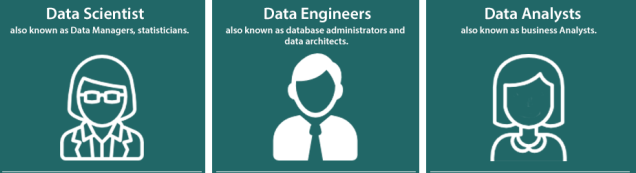 Data Scientist
also known as Data Managers, statisticians.
Data Engineers
also known as database administrators and
data architects.
Data Analysts
also known as business Analysts.